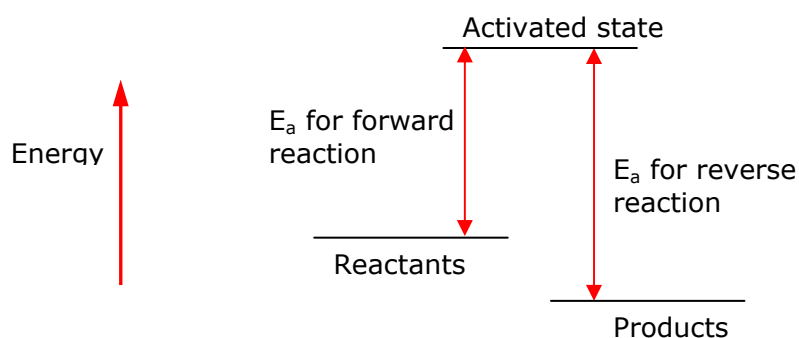 Activated state
Eₐ for forward
reaction
Energy
Eₐ for reverse
reaction
Reactants
Products